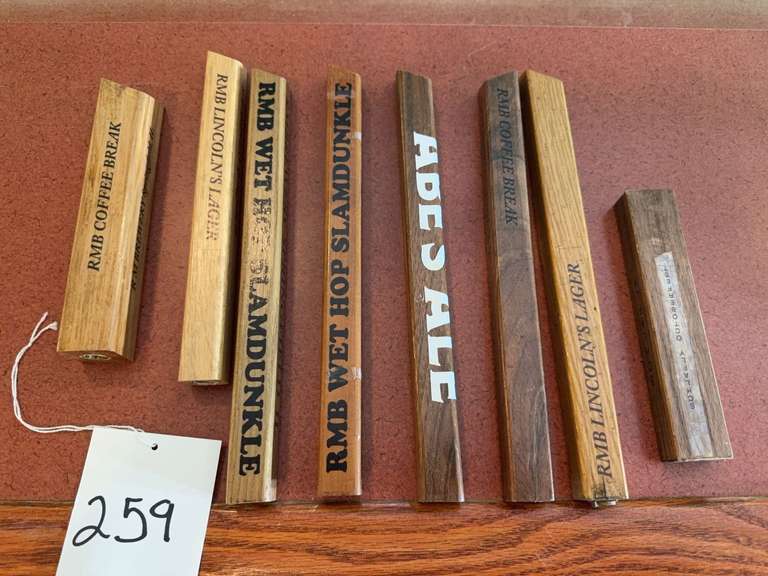 RMB COFFEE BREAK
RMB LINCOLN'S LAGER
RMB WET HOP SLAMDUNKLE
RMB WET HOP SLAMDUNKLE
ABE'S ALE
RMB COFFEE BREAK
RMB LINCOLN'S LAGER
259